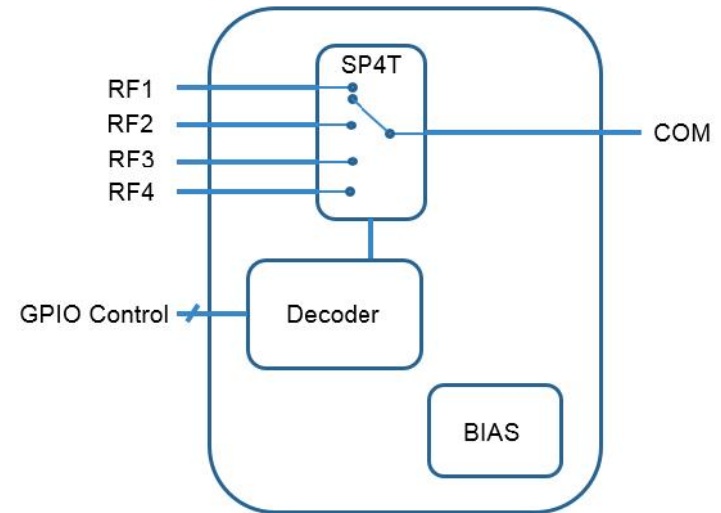 SP4T
RF1
RF2
RF3
RF4
COM
GPIO Control
Decoder
BIAS